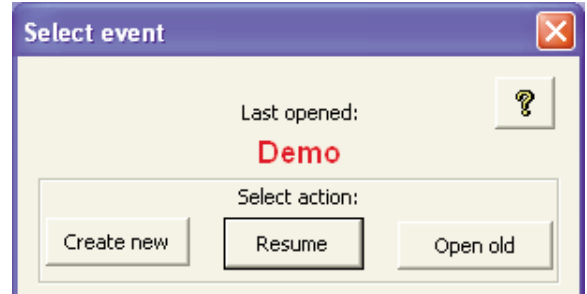 Select event
?
Last opened:
Demo
Select action:
Create new Resume Open old